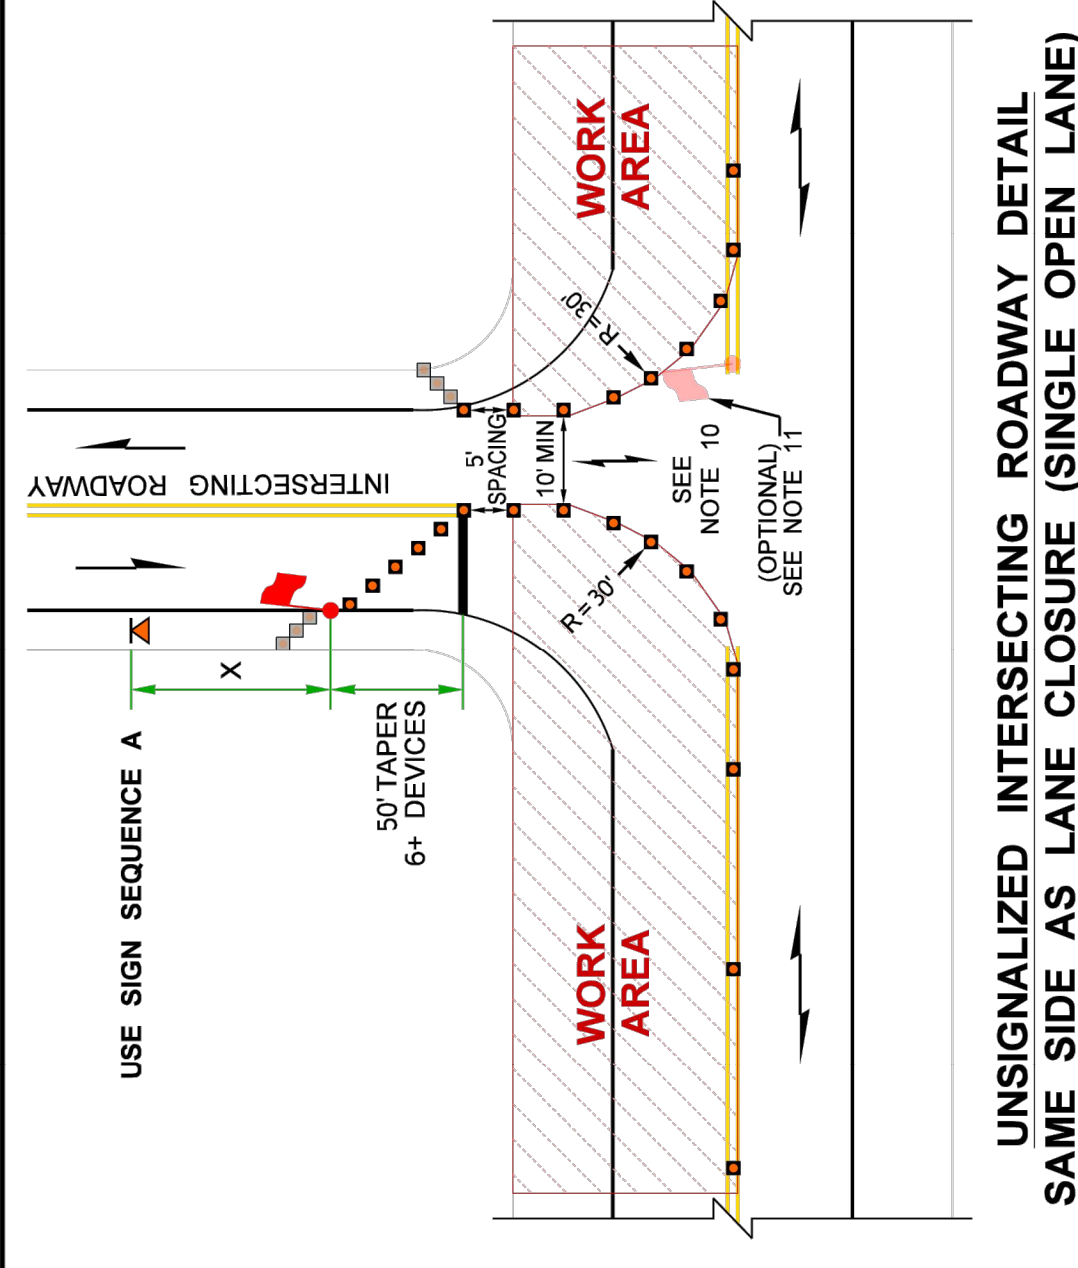 USE SIGN SEQUENCE A
X
50' TAPER
6+ DEVICES
INTERSECTING ROADWAY
5'
SPACING
10' MIN
R=30'
R=30'
WORK
AREA
WORK
AREA
SEE
NOTE 10
(OPTIONAL)
SEE NOTE 11
UNSIGNALIZED INTERSECTING ROADWAY DETAIL
SAME SIDE AS LANE CLOSURE (SINGLE OPEN LANE)